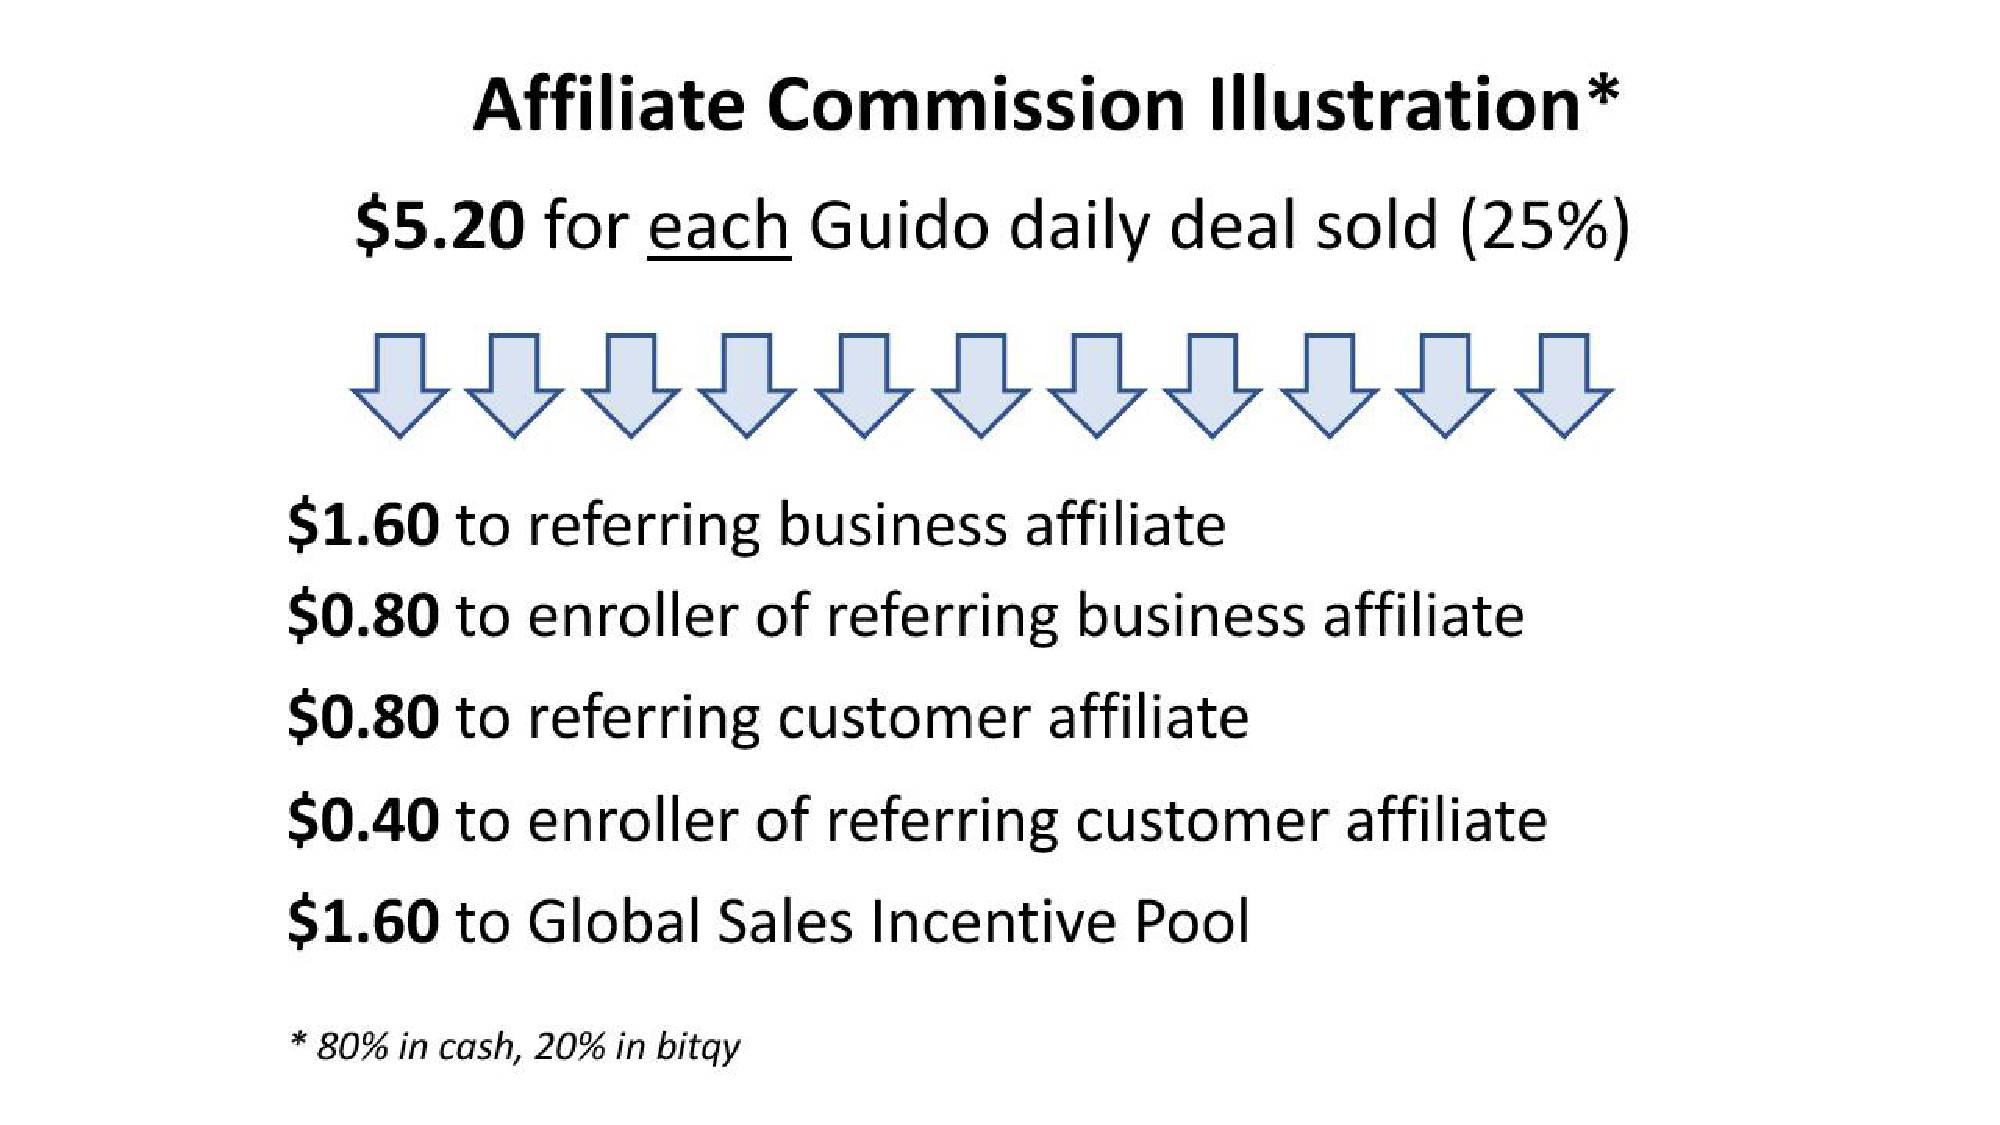 Affiliate Commission Illustration*
$5.20 for each Guido daily deal sold (25%)
$1.60 to referring business affiliate
$0.80 to enroller of referring business affiliate
$0.80 to referring customer affiliate
$0.40 to enroller of referring customer affiliate
$1.60 to Global Sales Incentive Pool
* 80% in cash, 20% in bitqy